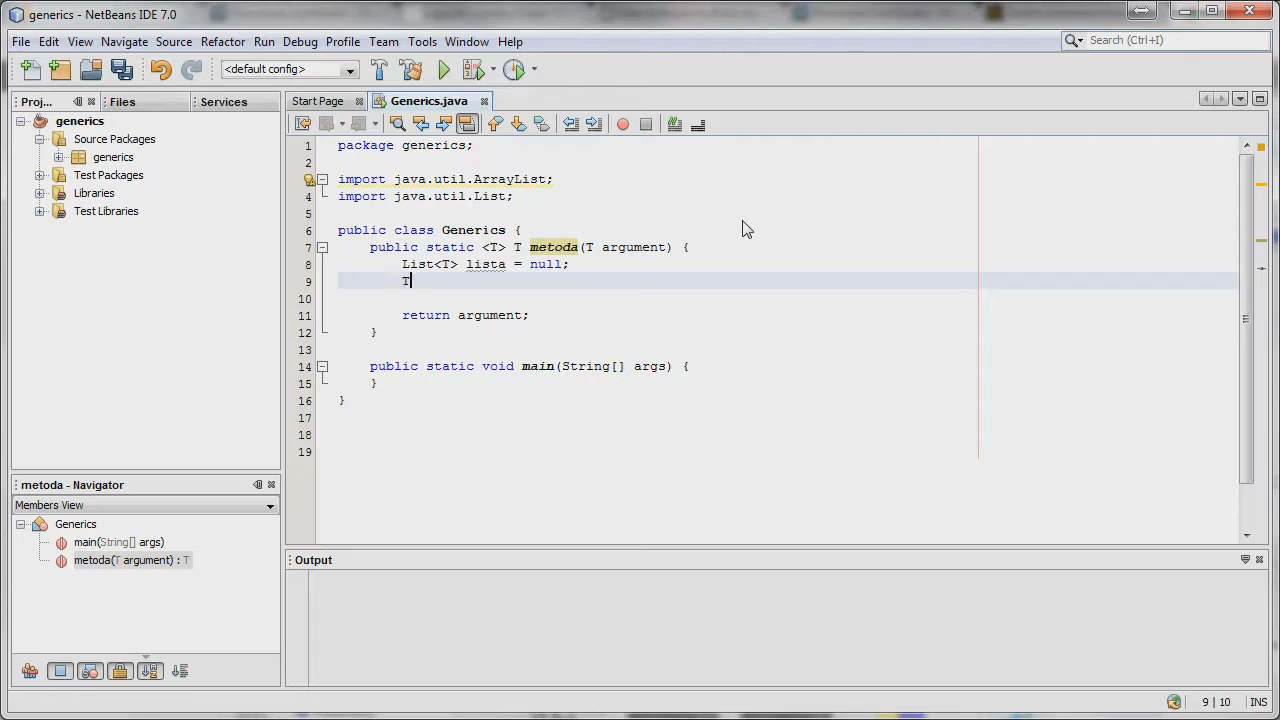 generics - NetBeans IDE 7.0
File Edit View Navigate Source Refactor Run Debug Profile Team Tools Window Help
Search (Ctrl+I)
<default config>
Proj... Files Services
Start Page Generics.java
generics
Source Packages
generics
Test Packages
Libraries
Test Libraries
1 package generics;
2
3 import java.util.ArrayList;
4 import java.util.List;
5
6 public class Generics {
7 public static <T> T metoda(T argument) {
8 List<T> lista = null;
9 T
10
11 return argument;
12 }
13
14 public static void main(String[] args) {
15 }
16 }
17
18
19
metoda - Navigator
Members View
Generics
main(String[] args)
metoda(T argument) : T
Output
9 | 10 INS